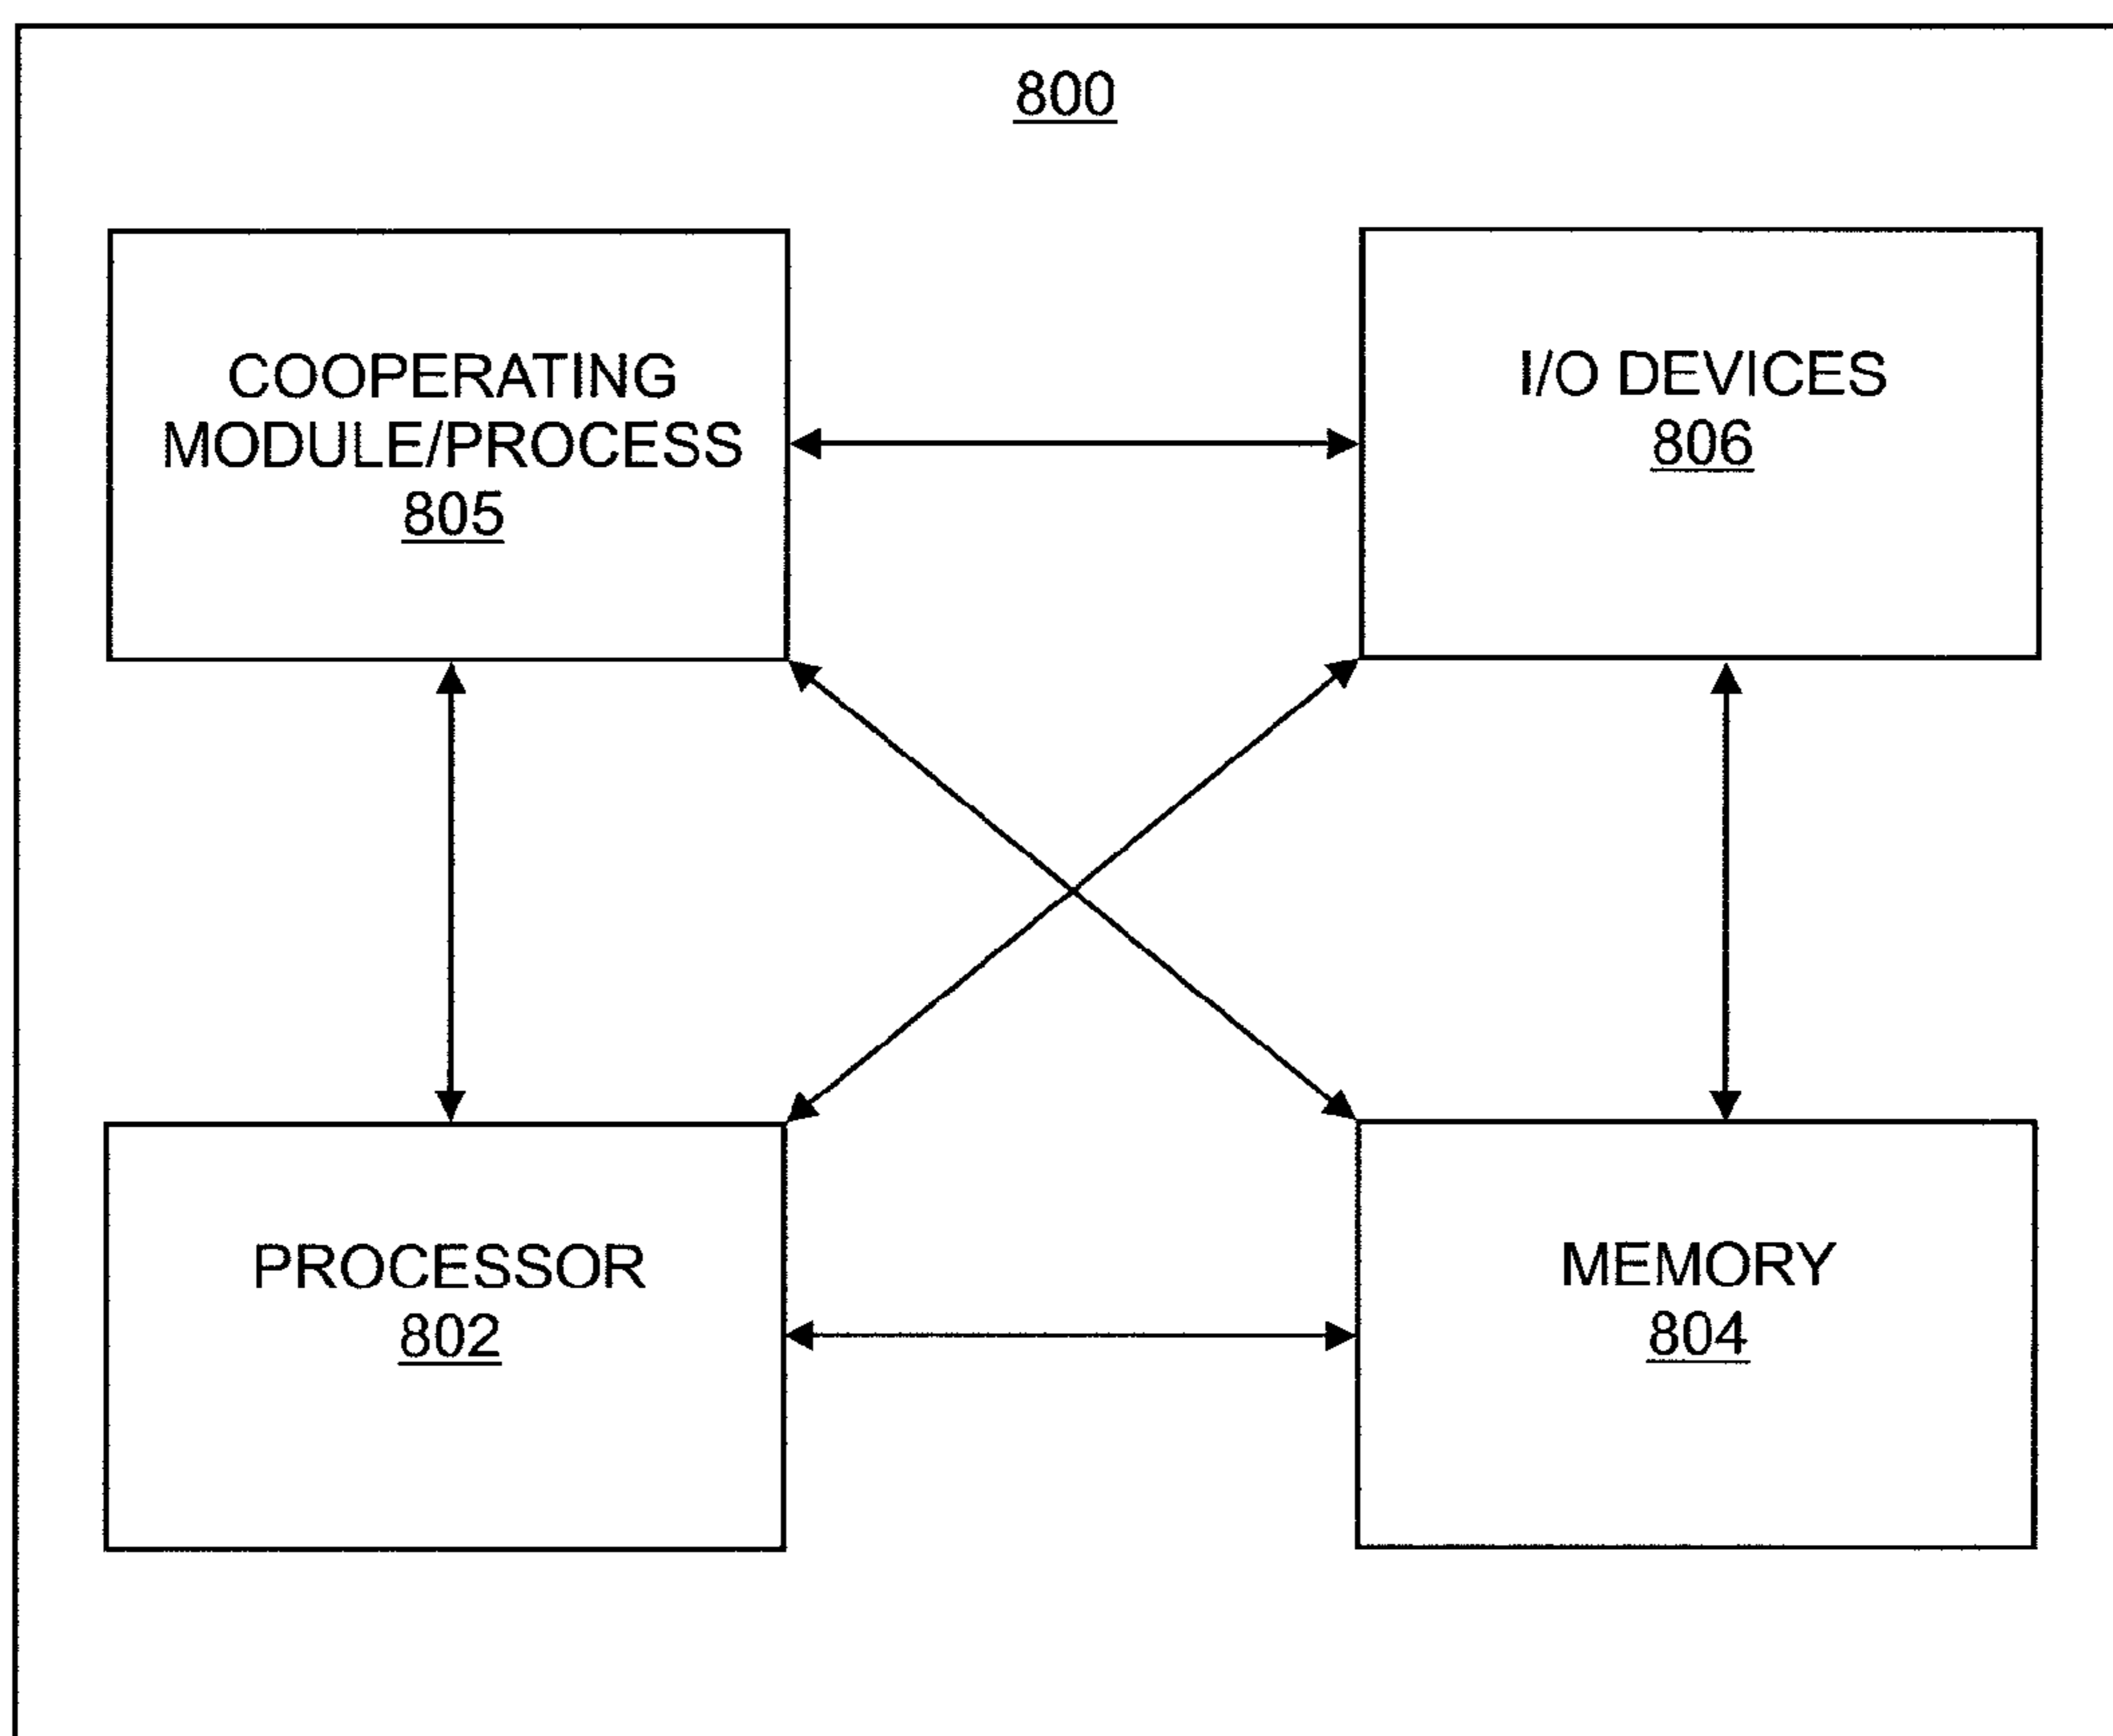 800
COOPERATING
MODULE/PROCESS
805
I/O DEVICES
806
PROCESSOR
802
MEMORY
804